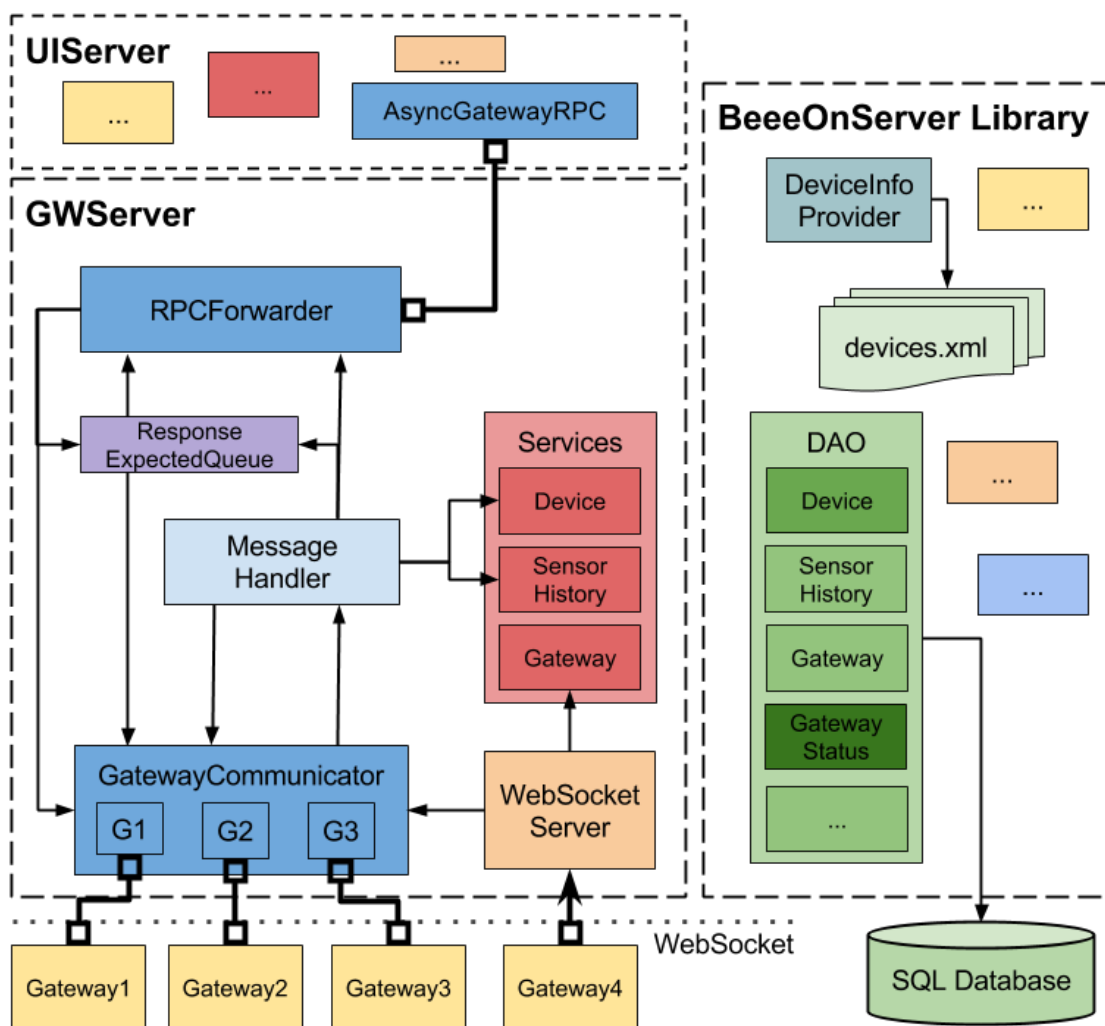 UIServer
...
...
...
AsyncGatewayRPC
GWServer
RPCForwarder
Response
ExpectedQueue
Message
Handler
Services
Device
Sensor
History
Gateway
GatewayCommunicator
G1
G2
G3
WebSocket
Server
BeeeOnServer Library
DeviceInfo
Provider
...
devices.xml
DAO
Device
Sensor
History
Gateway
Gateway
Status
...
...
...
WebSocket
Gateway1
Gateway2
Gateway3
Gateway4
SQL Database